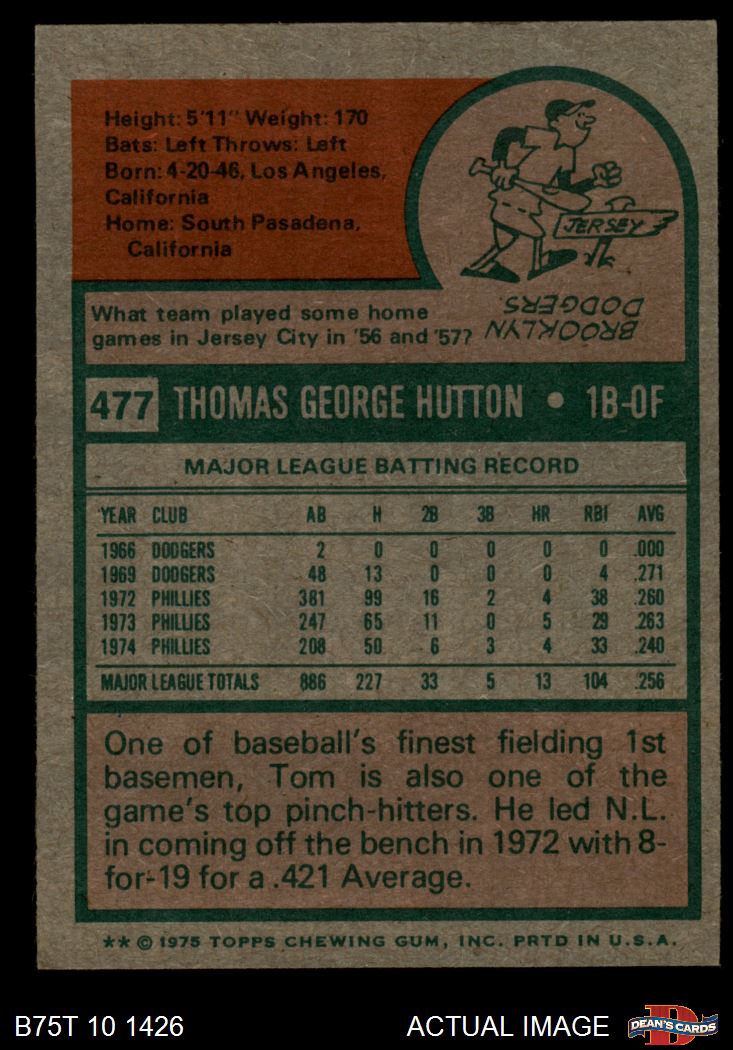 Height: 5'11" Weight: 170
Bats: Left Throws: Left
Born: 4-20-46, Los Angeles,
California
Home: South Pasadena,
California
JERSEY
What team played some home
games in Jersey City in '56 and '57?
BROOKLYN
DODGERS.
477 THOMAS GEORGE HUTTON • 1B-OF
MAJOR LEAGUE BATTING RECORD
YEAR CLUB AB H 2B 3B HR RBI AVG
1966 DODGERS 2 0 0 0 0 0 .000
1969 DODGERS 48 13 0 0 0 4 .271
1972 PHILLIES 381 99 16 2 4 38 .260
1973 PHILLIES 247 65 11 0 5 29 .263
1974 PHILLIES 208 50 6 3 4 33 .240
MAJOR LEAGUE TOTALS 886 227 33 5 13 104 .256
One of baseball's finest fielding 1st
basemen, Tom is also one of the
game's top pinch-hitters. He led N.L.
in coming off the bench in 1972 with 8-
for-19 for a .421 Average.
** © 1975 TOPPS CHEWING GUM, INC. PRTD IN U.S.A.
B75T 10 1426 ACTUAL IMAGE D DEAN'S CARDS